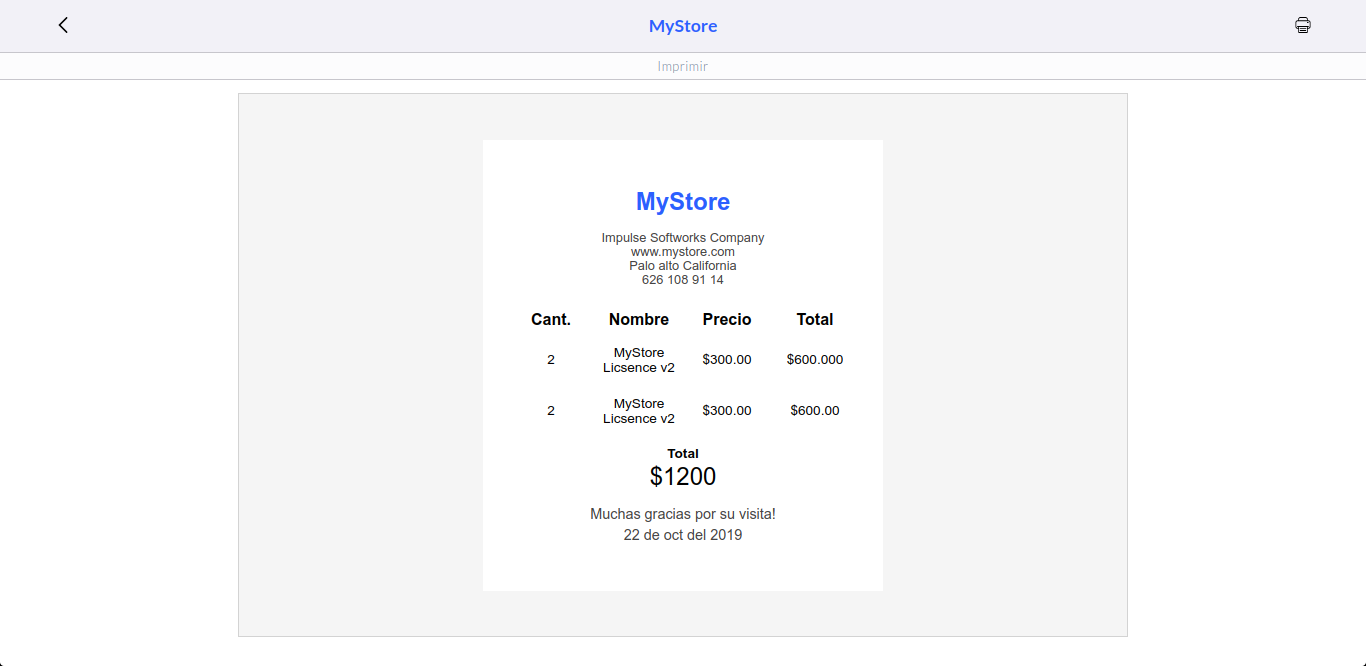 MyStore
Imprimir
MyStore
Impulse Softworks Company
www.mystore.com
Palo alto California
626 108 91 14
Cant. Nombre Precio Total
2 MyStore Licsence v2 $300.00 $600.000
2 MyStore Licsence v2 $300.00 $600.00
Total
$1200
Muchas gracias por su visita!
22 de oct del 2019